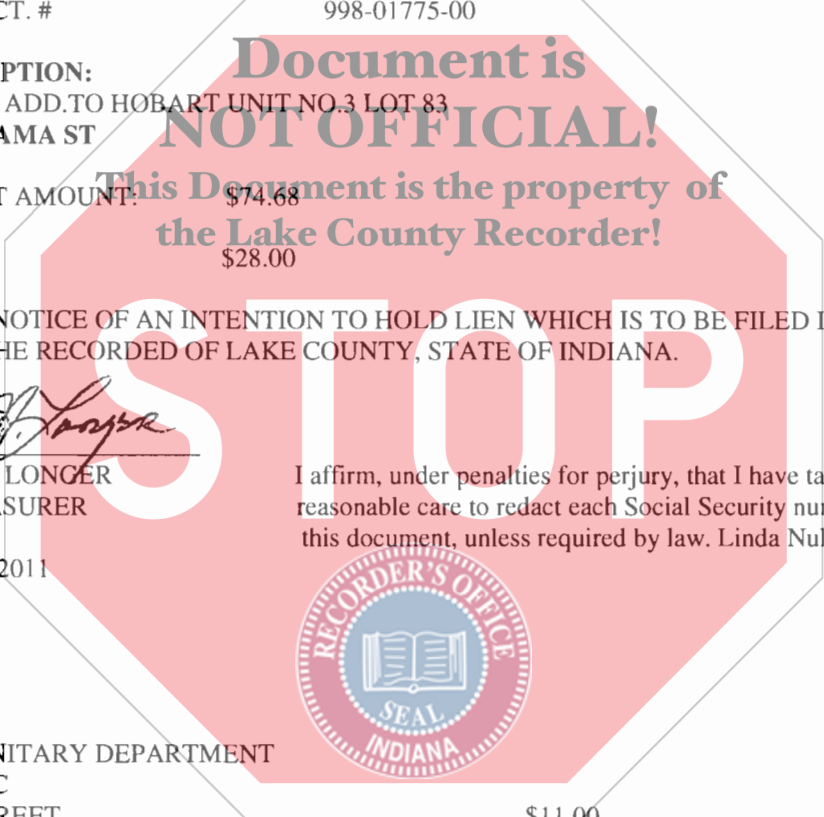 CT. # 998-01775-00
Document is
PTION:
ADD.TO HOBART UNIT NO.3 LOT 83
AMA ST
NOT OFFICIAL!
T AMOUNT: $74.68
This Document is the property of
the Lake County Recorder!
$28.00
NOTICE OF AN INTENTION TO HOLD LIEN WHICH IS TO BE FILED I
HE RECORDED OF LAKE COUNTY, STATE OF INDIANA.
STOP
LONGER
I affirm, under penalties for perjury, that I have ta
SURER
reasonable care to redact each Social Security nu
this document, unless required by law. Linda Nu
2011
RECORDER'S OFFICE
SEAL
INDIANA
NITARY DEPARTMENT
C
REET $11.00